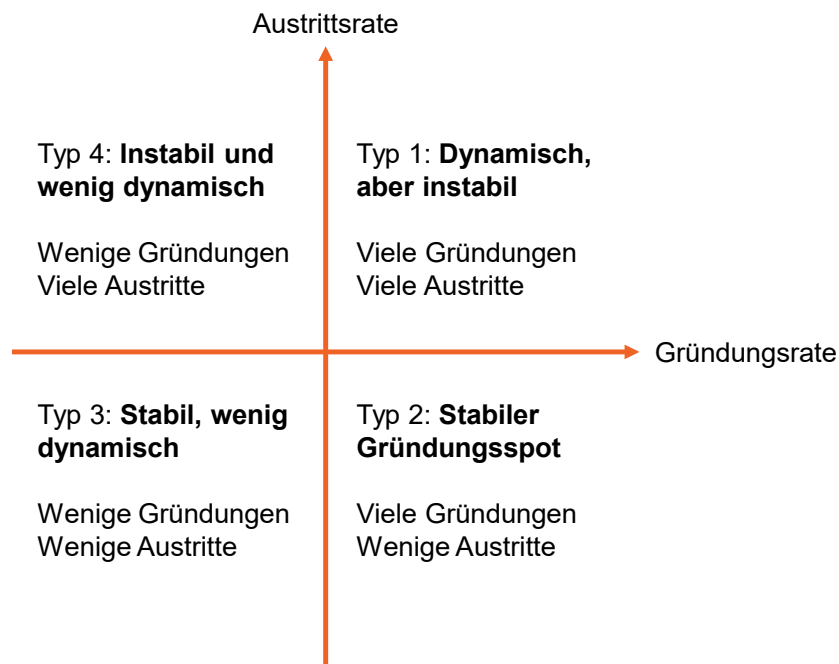 Austrittsrate
Typ 4: Instabil und
wenig dynamisch
Wenige Gründungen
Viele Austritte
Typ 1: Dynamisch,
aber instabil
Viele Gründungen
Viele Austritte
Gründungsrate
Typ 3: Stabil, wenig
dynamisch
Wenige Gründungen
Wenige Austritte
Typ 2: Stabiler
Gründungsspot
Viele Gründungen
Wenige Austritte